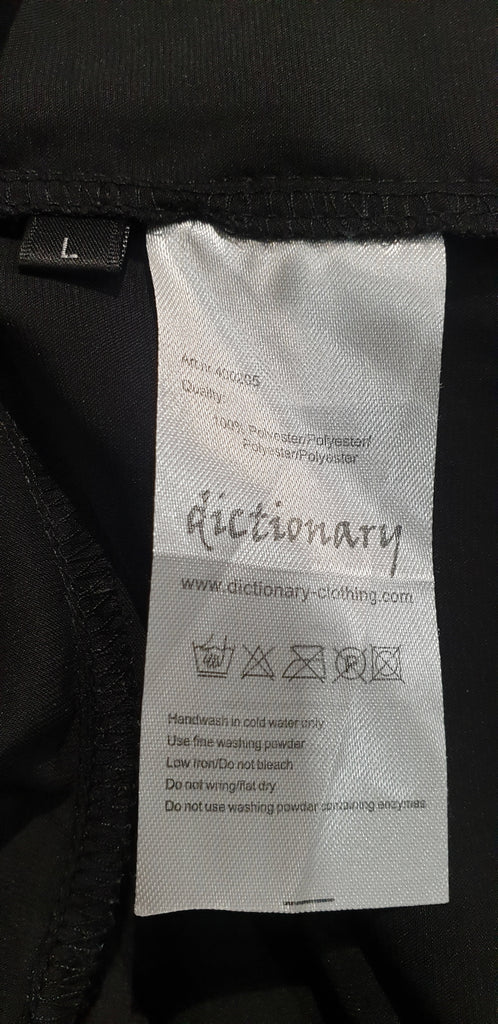 L
Art.nr.400205
Quality:
100% Polyester/Polyester/
Polyester/Polyester
dictionary
www.dictionary-clothing.com
P
Handwash in cold water only
Use fine washing powder
Low iron/Do not bleach
Do not wring/flat dry
Do not use washing powder containing enzymes